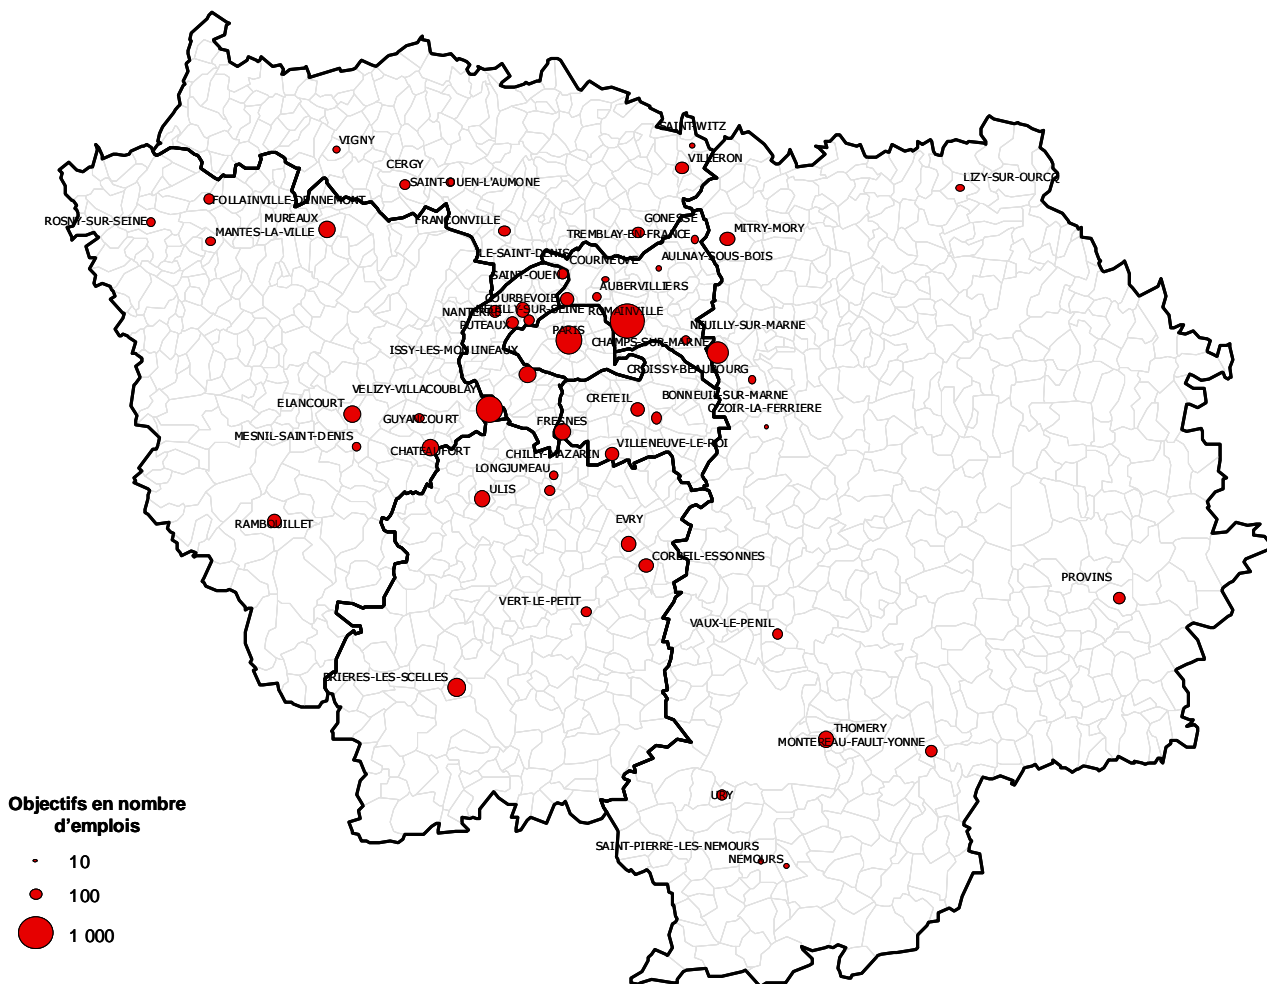 SAINT-WITZ
VIGNY
VILLERON
CERGY
SAINT-OUEN-L'AUMONE
LIZY-SUR-OURCQ
FOLLAINVILLE-DENNEMONT
ROSNY-SUR-SEINE
MUREAUX
MANTES-LA-VILLE
FRANCONVILLE
GONESSE
TREMBLAY-EN-FRANCE
MITRY-MORY
ILE-SAINT-DENIS
COURNEUVE
AULNAY-SOUS-BOIS
SAINT-OUEN
AUBERVILLIERS
COURBEVOIE
NANTERRE
NEUILLY-SUR-SEINE
ROMAINVILLE
PUTEAUX
PARIS
NEUILLY-SUR-MARNE
CHAMPS-SUR-MARNE
ISSY-LES-MOULINEAUX
CROISSY-BEAUBOURG
VELIZY-VILLACOUBLAY
BONNEUIL-SUR-MARNE
CRETEIL
ELANCOURT
OZOIR-LA-FERRIERE
GUYANCOURT
FRESNES
MESNIL-SAINT-DENIS
VILLENEUVE-LE-ROI
CHATEAUFORT
CHILLY-MAZARIN
LONGJUMEAU
ULIS
RAMBOUILLET
EVRY
CORBEIL-ESSONNES
PROVINS
VERT-LE-PETIT
VAUX-LE-PENIL
BRIERES-LES-SCELLES
THOMERY
MONTEREAU-FAULT-YONNE
URY
SAINT-PIERRE-LES-NEMOURS
NEMOURS
Objectifs en nombre
d'emplois
10
100
1 000